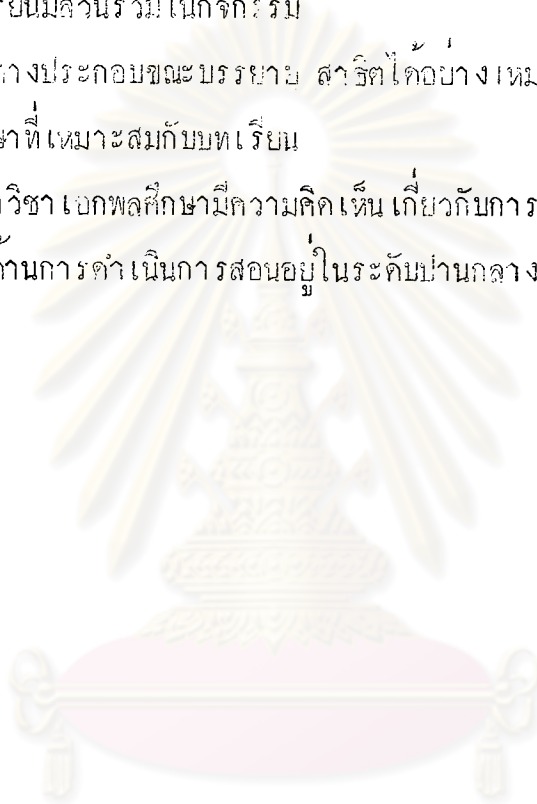 รียนมีส่วนร่วมในกิจกรรม
างประกอบขณะบรรยาย สาธิตได้อย่างเหม
าที่เหมาะสมกับบทเรียน
วิชาเอกพลศึกษามีความคิดเห็นเกี่ยวกับการ
ด้านการดำเนินการสอนอยู่ในระดับปานกลาง